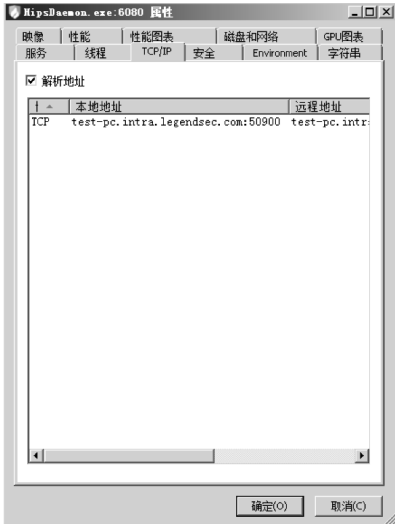 HipsDaemon.exe:6080 属性
映像 性能 性能图表 磁盘和网络 GPU图表
服务 线程 TCP/IP 安全 Environment 字符串
解析地址
本地地址 远程地址
TCP test-pc.intra.legendsec.com:50900 test-pc.intr
确定(O) 取消(C)